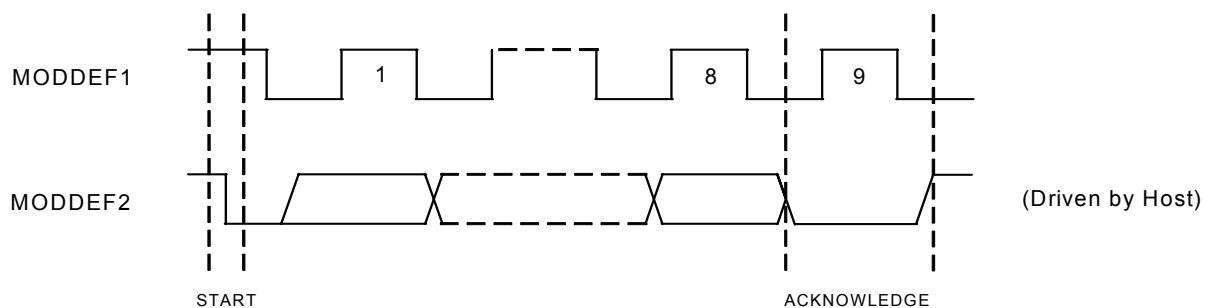 MODDEF1
1
8
9
MODDEF2
(Driven by Host)
START
ACKNOWLEDGE